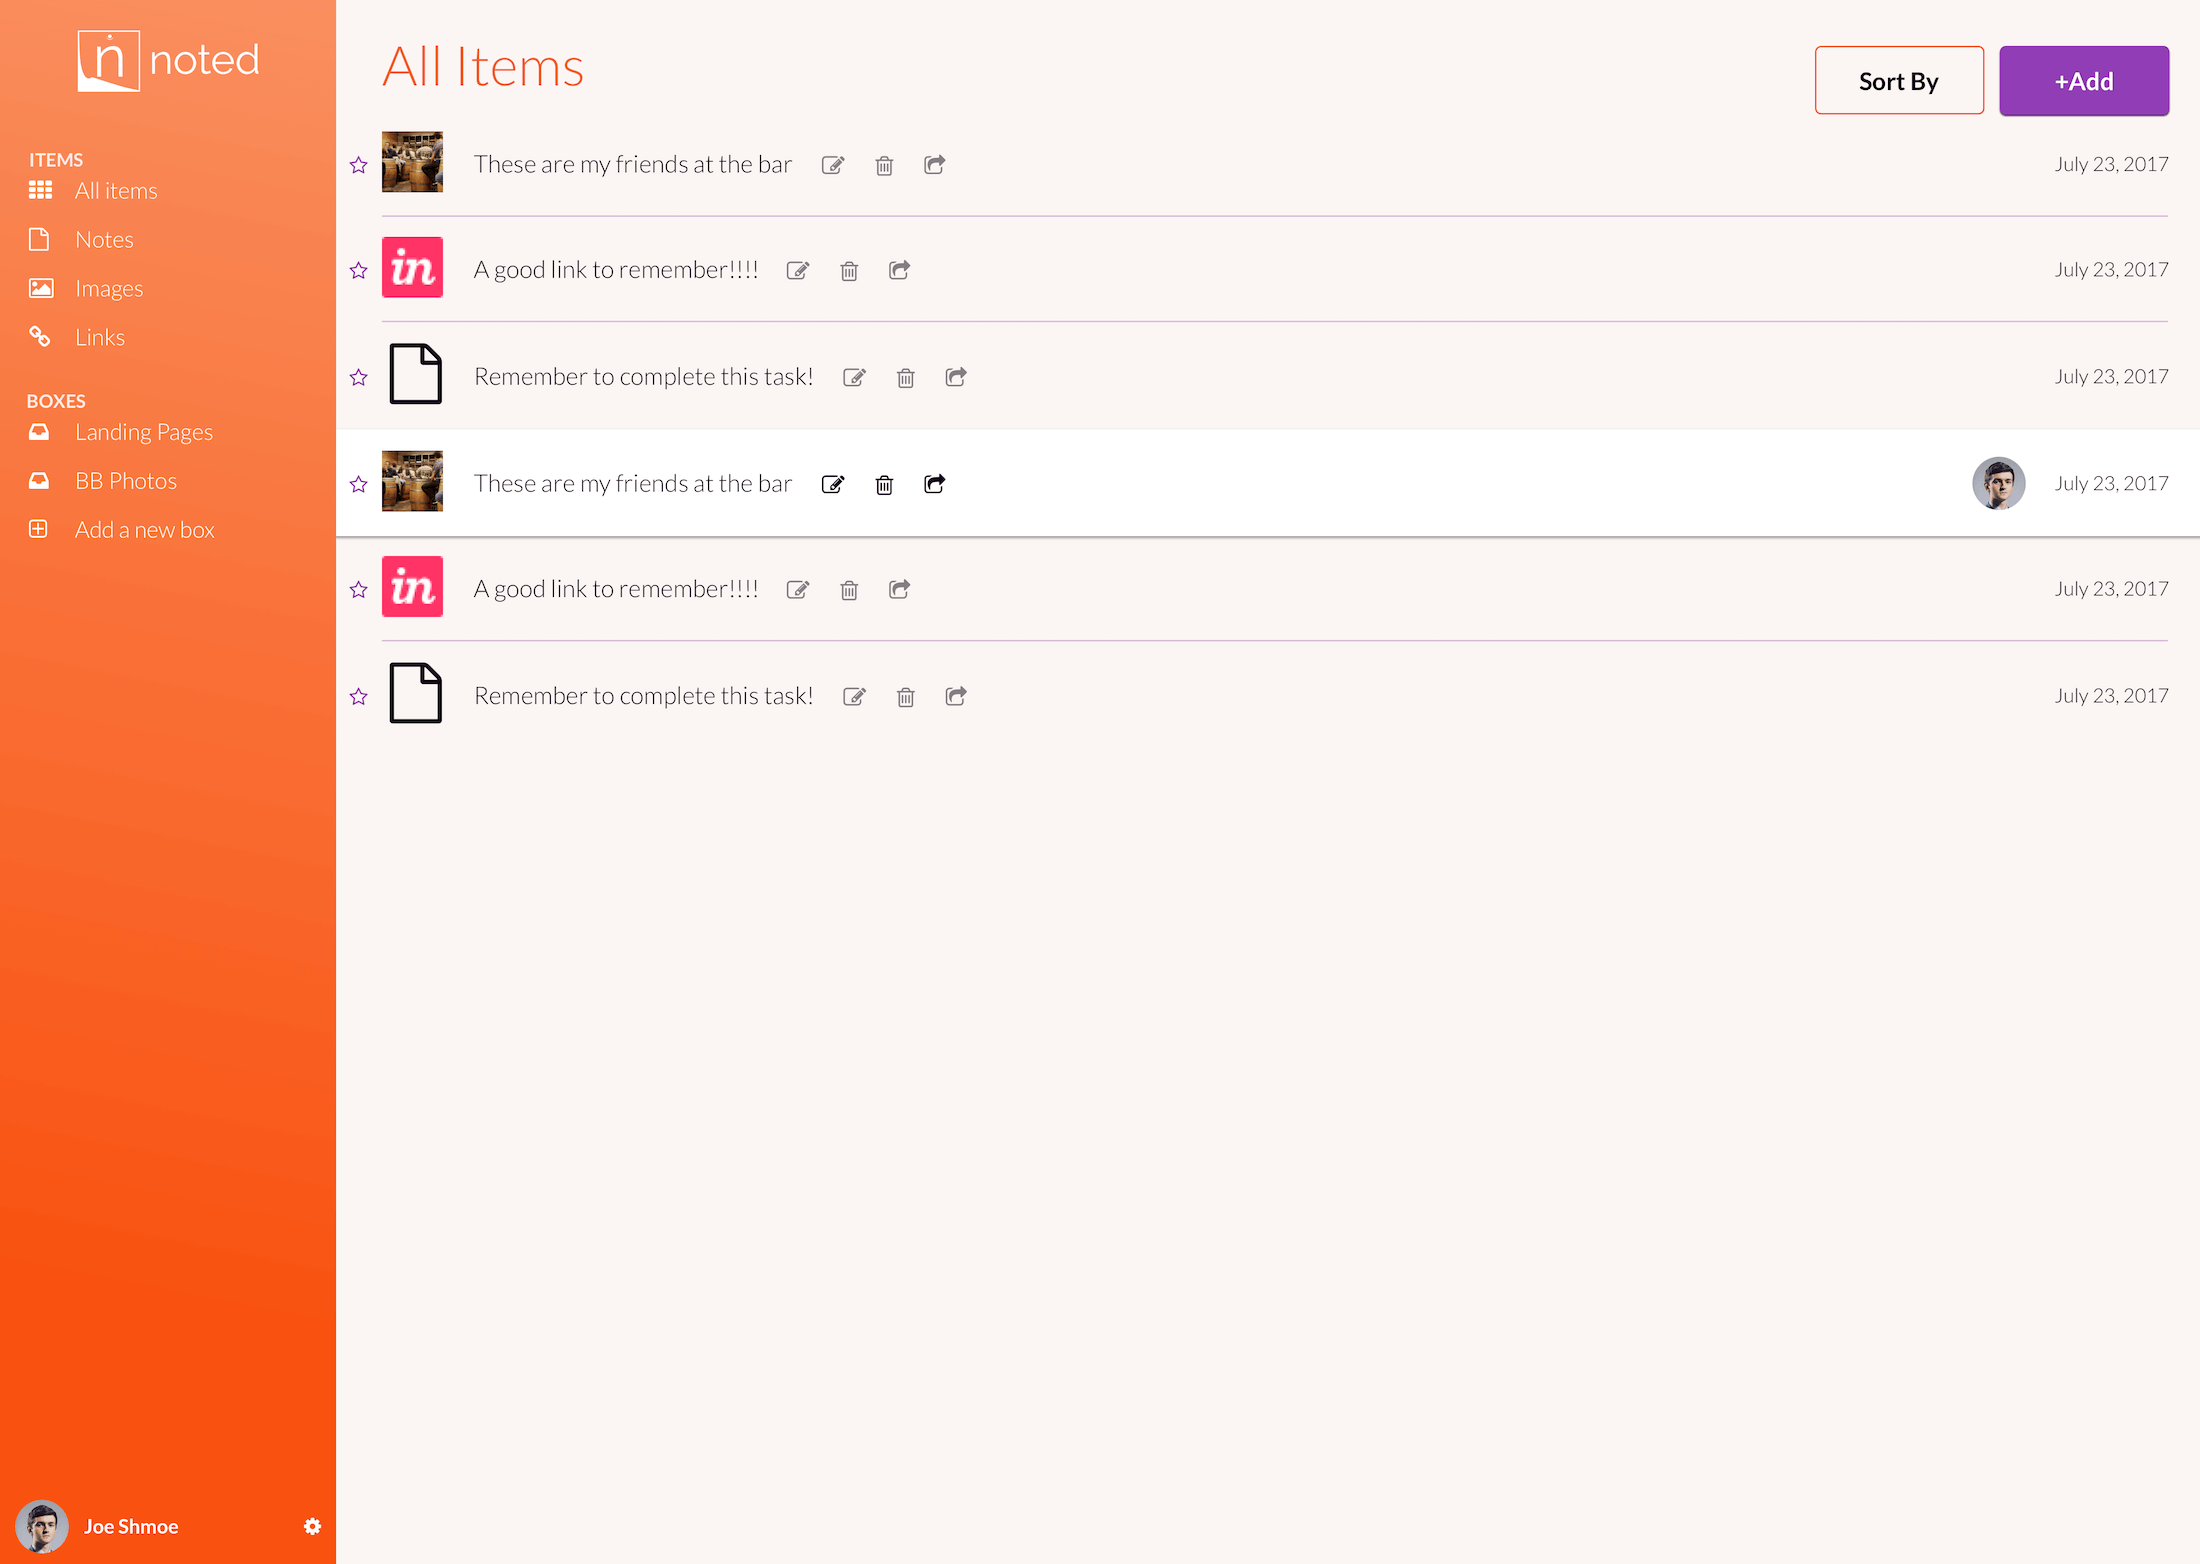 n noted
ITEMS
All items
Notes
Images
Links
BOXES
Landing Pages
BB Photos
Add a new box
Joe Shmoe
All Items
Sort By
+Add
These are my friends at the bar
July 23, 2017
in
A good link to remember!!!!
July 23, 2017
Remember to complete this task!
July 23, 2017
These are my friends at the bar
July 23, 2017
in
A good link to remember!!!!
July 23, 2017
Remember to complete this task!
July 23, 2017